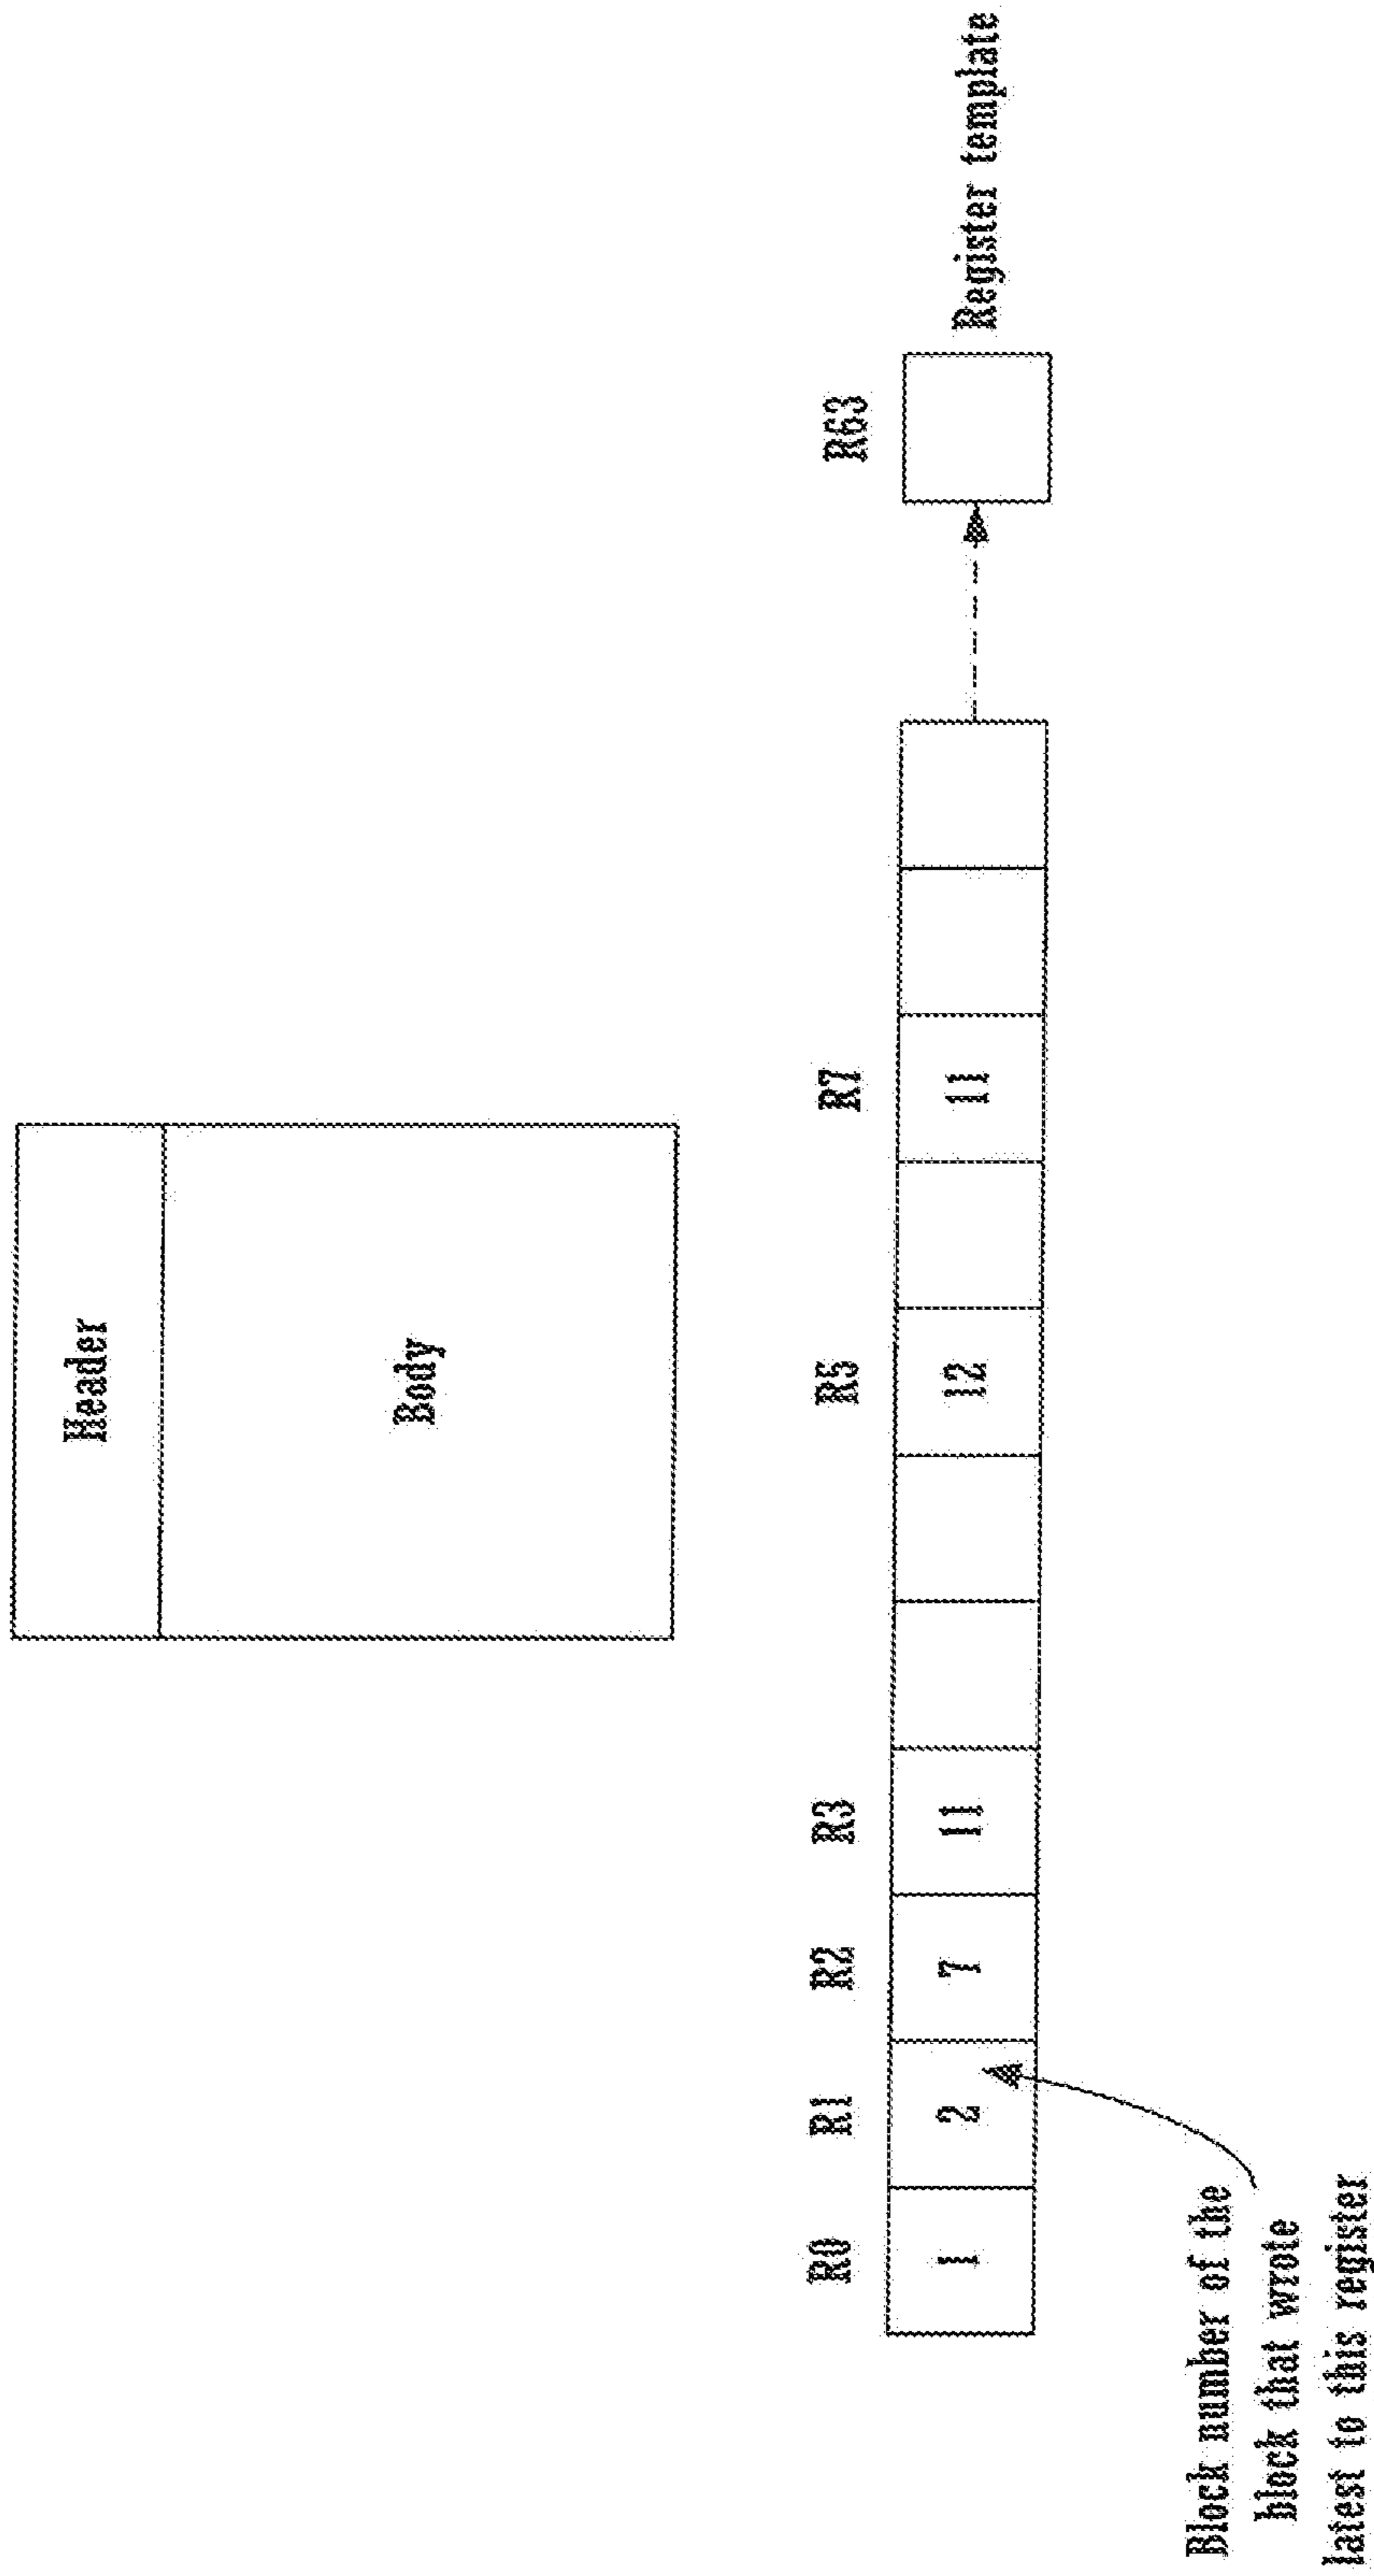 Header
Body
R0 R1 R2 R3 R5 R7 R63
1 2 7 11 12 11 Register template
Block number of the
block that wrote
latest to this register